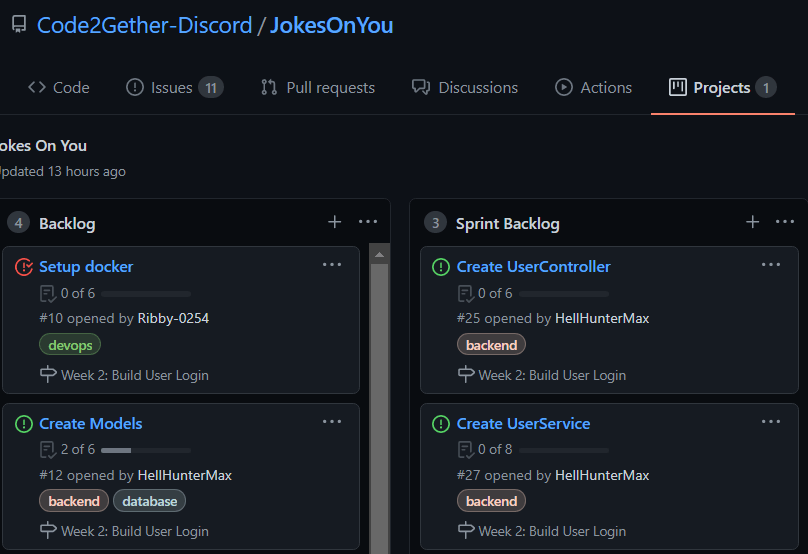 Code2Gether-Discord / JokesOnYou
Code
Issues 11
Pull requests
Discussions
Actions
Projects 1
okes On You
pdated 13 hours ago
4 Backlog
Setup docker
0 of 6
#10 opened by Ribby-0254
devops
Week 2: Build User Login
Create Models
2 of 6
#12 opened by HellHunterMax
backend database
Week 2: Build User Login
3 Sprint Backlog
Create UserController
0 of 6
#25 opened by HellHunterMax
backend
Week 2: Build User Login
Create UserService
0 of 8
#27 opened by HellHunterMax
backend
Week 2: Build User Login